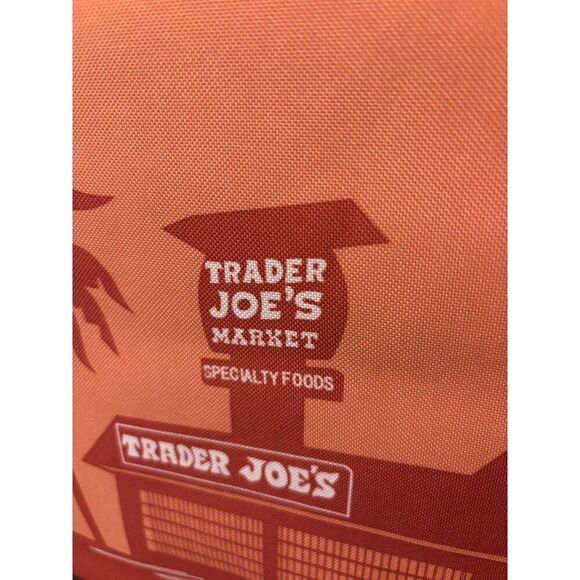 TRADER
JOE'S
MARKET
SPECIALTY FOODS
TRADER JOE'S